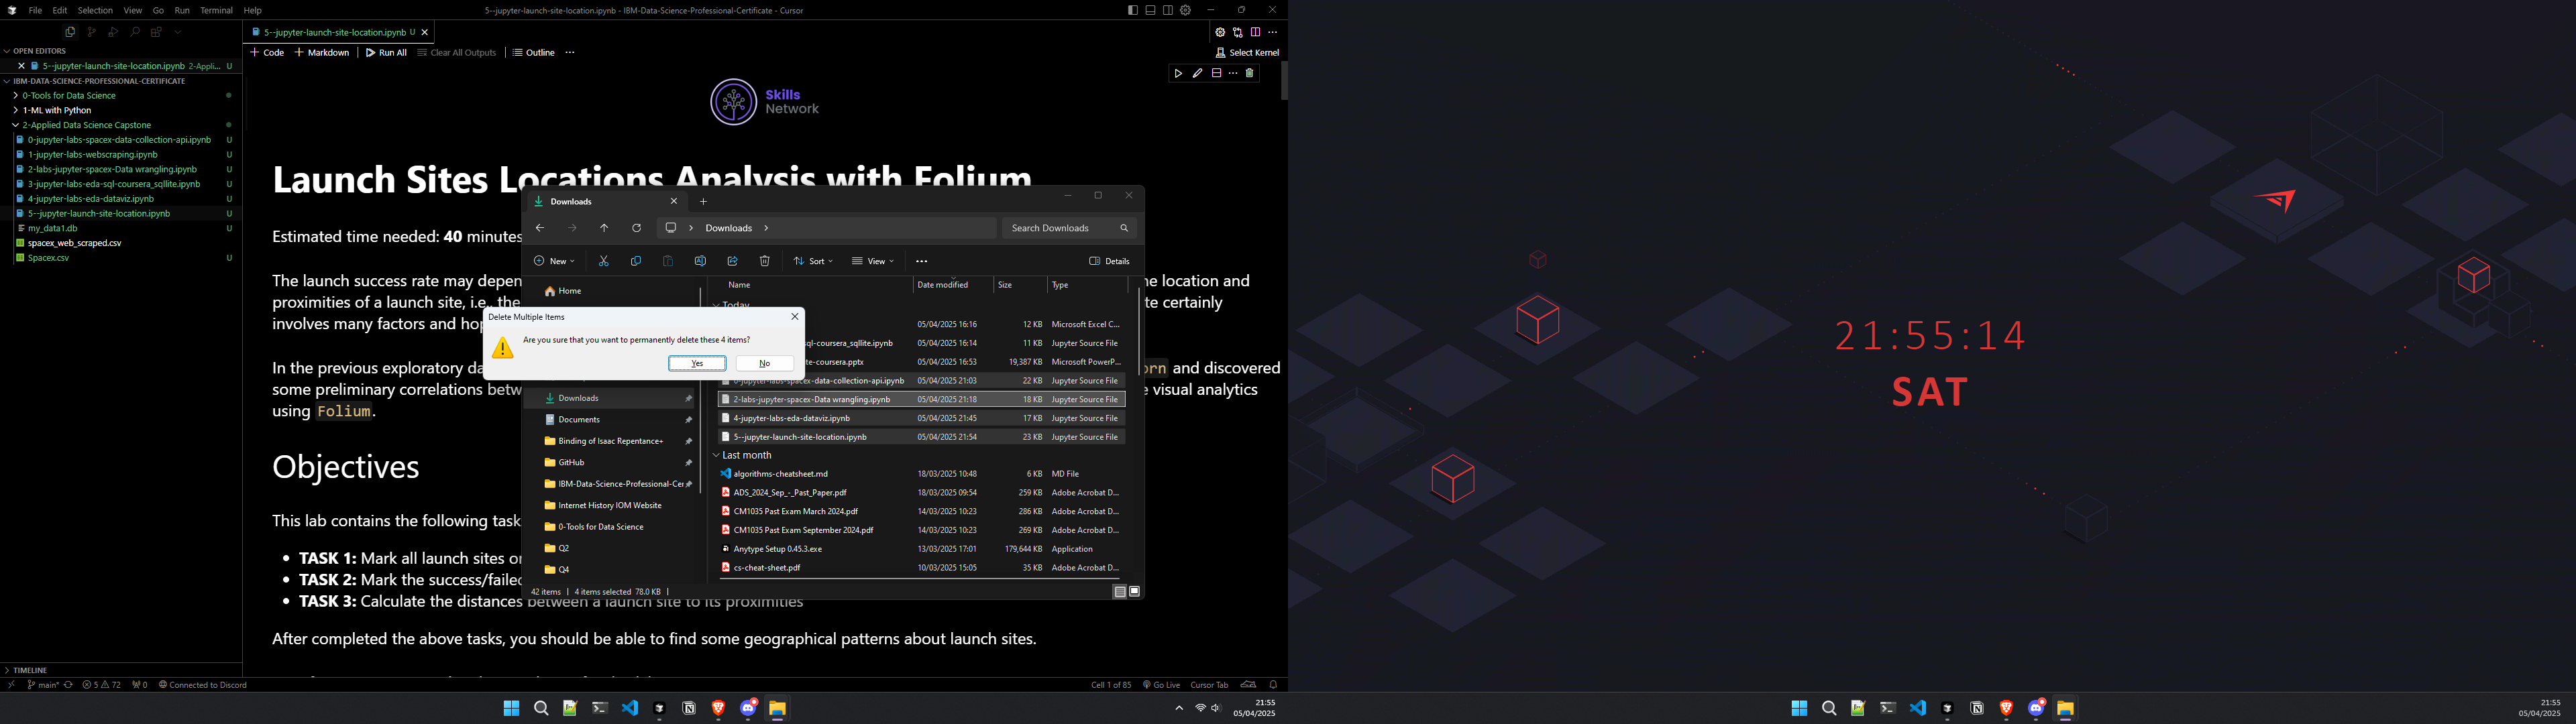 File Edit Selection View Go Run Terminal Help
5--jupyter-launch-site-location.ipynb - IBM-Data-Science-Professional-Certificate - Cursor
OPEN EDITORS
5--jupyter-launch-site-location.ipynb 2-Appli... U
IBM-DATA-SCIENCE-PROFESSIONAL-CERTIFICATE
0-Tools for Data Science
1-ML with Python
2-Applied Data Science Capstone
0-jupyter-labs-spacex-data-collection-api.ipynb U
1-jupyter-labs-webscraping.ipynb U
2-labs-jupyter-spacex-Data wrangling.ipynb U
3-jupyter-labs-eda-sql-coursera_sqllite.ipynb U
4-jupyter-labs-eda-dataviz.ipynb U
5--jupyter-launch-site-location.ipynb U
my_data1.db U
spacex_web_scraped.csv
Spacex.csv U
TIMELINE
5--jupyter-launch-site-location.ipynb U
Code Markdown Run All Clear All Outputs Outline
Select Kernel
Skills
Network
Launch Sites Locations Analysis with Folium
Estimated time needed: 40 minutes
The launch success rate may depen
ne location and
proximities of a launch site, i.e., the
te certainly
involves many factors and hop
In the previous exploratory da
orn and discovered
some preliminary correlations betw
e visual analytics
using Folium.
Objectives
This lab contains the following task
TASK 1: Mark all launch sites on
TASK 2: Mark the success/failed
TASK 3: Calculate the distances between a launch site to its proximities
After completed the above tasks, you should be able to find some geographical patterns about launch sites.
Downloads
Downloads
Search Downloads
New Sort View Details
Home
Downloads
Documents
Binding of Isaac Repentance+
GitHub
IBM-Data-Science-Professional-Cer
Internet History IOM Website
0-Tools for Data Science
Q2
Q4
Name Date modified Size Type
Today
05/04/2025 16:16 12 KB Microsoft Excel C...
sql-coursera_sqllite.ipynb 05/04/2025 16:14 11 KB Jupyter Source File
te-coursera.pptx 05/04/2025 16:53 19,387 KB Microsoft PowerP...
0-jupyter-labs-spacex-data-collection-api.ipynb 05/04/2025 21:03 22 KB Jupyter Source File
2-labs-jupyter-spacex-Data wrangling.ipynb 05/04/2025 21:18 18 KB Jupyter Source File
4-jupyter-labs-eda-dataviz.ipynb 05/04/2025 21:45 17 KB Jupyter Source File
5--jupyter-launch-site-location.ipynb 05/04/2025 21:54 23 KB Jupyter Source File
Last month
algorithms-cheatsheet.md 18/03/2025 10:48 6 KB MD File
ADS_2024_Sep_-_Past_Paper.pdf 18/03/2025 09:54 259 KB Adobe Acrobat D...
CM1035 Past Exam March 2024.pdf 14/03/2025 10:23 286 KB Adobe Acrobat D...
CM1035 Past Exam September 2024.pdf 14/03/2025 10:23 269 KB Adobe Acrobat D...
Anytype Setup 0.45.3.exe 13/03/2025 17:01 179,644 KB Application
cs-cheat-sheet.pdf 10/03/2025 15:05 35 KB Adobe Acrobat D...
42 items 4 items selected 78.0 KB
Delete Multiple Items
Are you sure that you want to permanently delete these 4 items?
Yes No
main* 5 72 0 Connected to Discord
Cell 1 of 85 Go Live Cursor Tab
21:55
05/04/2025
21:55:14
SAT
21:55
05/04/2025